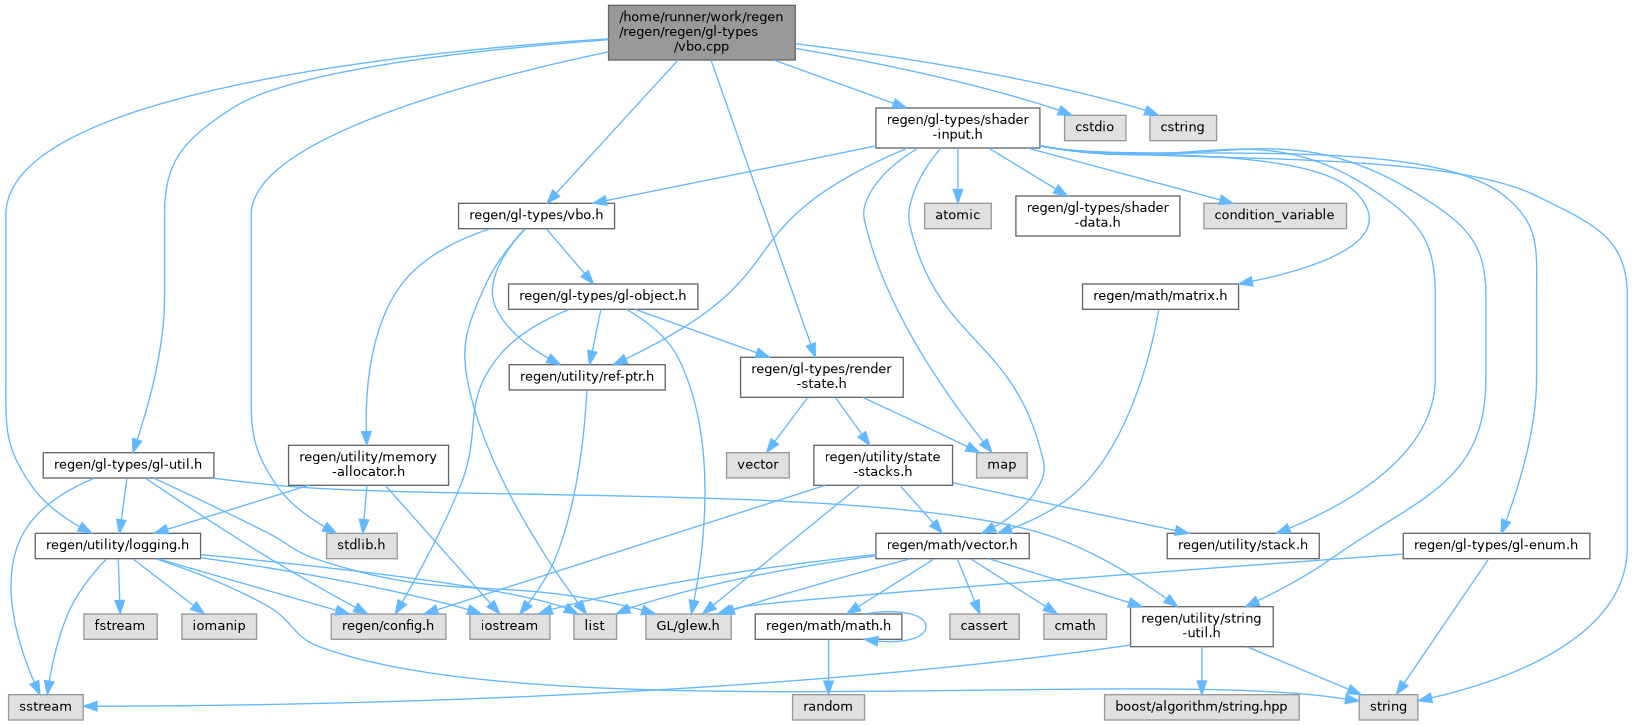 /home/runner/work/regen
/regen/regen/gl-types
/vbo.cpp
regen/gl-types/shader
-input.h
cstdio
cstring
regen/gl-types/vbo.h
atomic
regen/gl-types/shader
-data.h
condition_variable
regen/gl-types/gl-object.h
regen/math/matrix.h
regen/utility/ref-ptr.h
regen/gl-types/render
-state.h
regen/gl-types/gl-util.h
regen/utility/memory
-allocator.h
vector
regen/utility/state
-stacks.h
map
regen/utility/logging.h
stdlib.h
regen/math/vector.h
regen/utility/stack.h
regen/gl-types/gl-enum.h
fstream
iomanip
regen/config.h
iostream
list
GL/glew.h
regen/math/math.h
cassert
cmath
regen/utility/string
-util.h
sstream
random
boost/algorithm/string.hpp
string